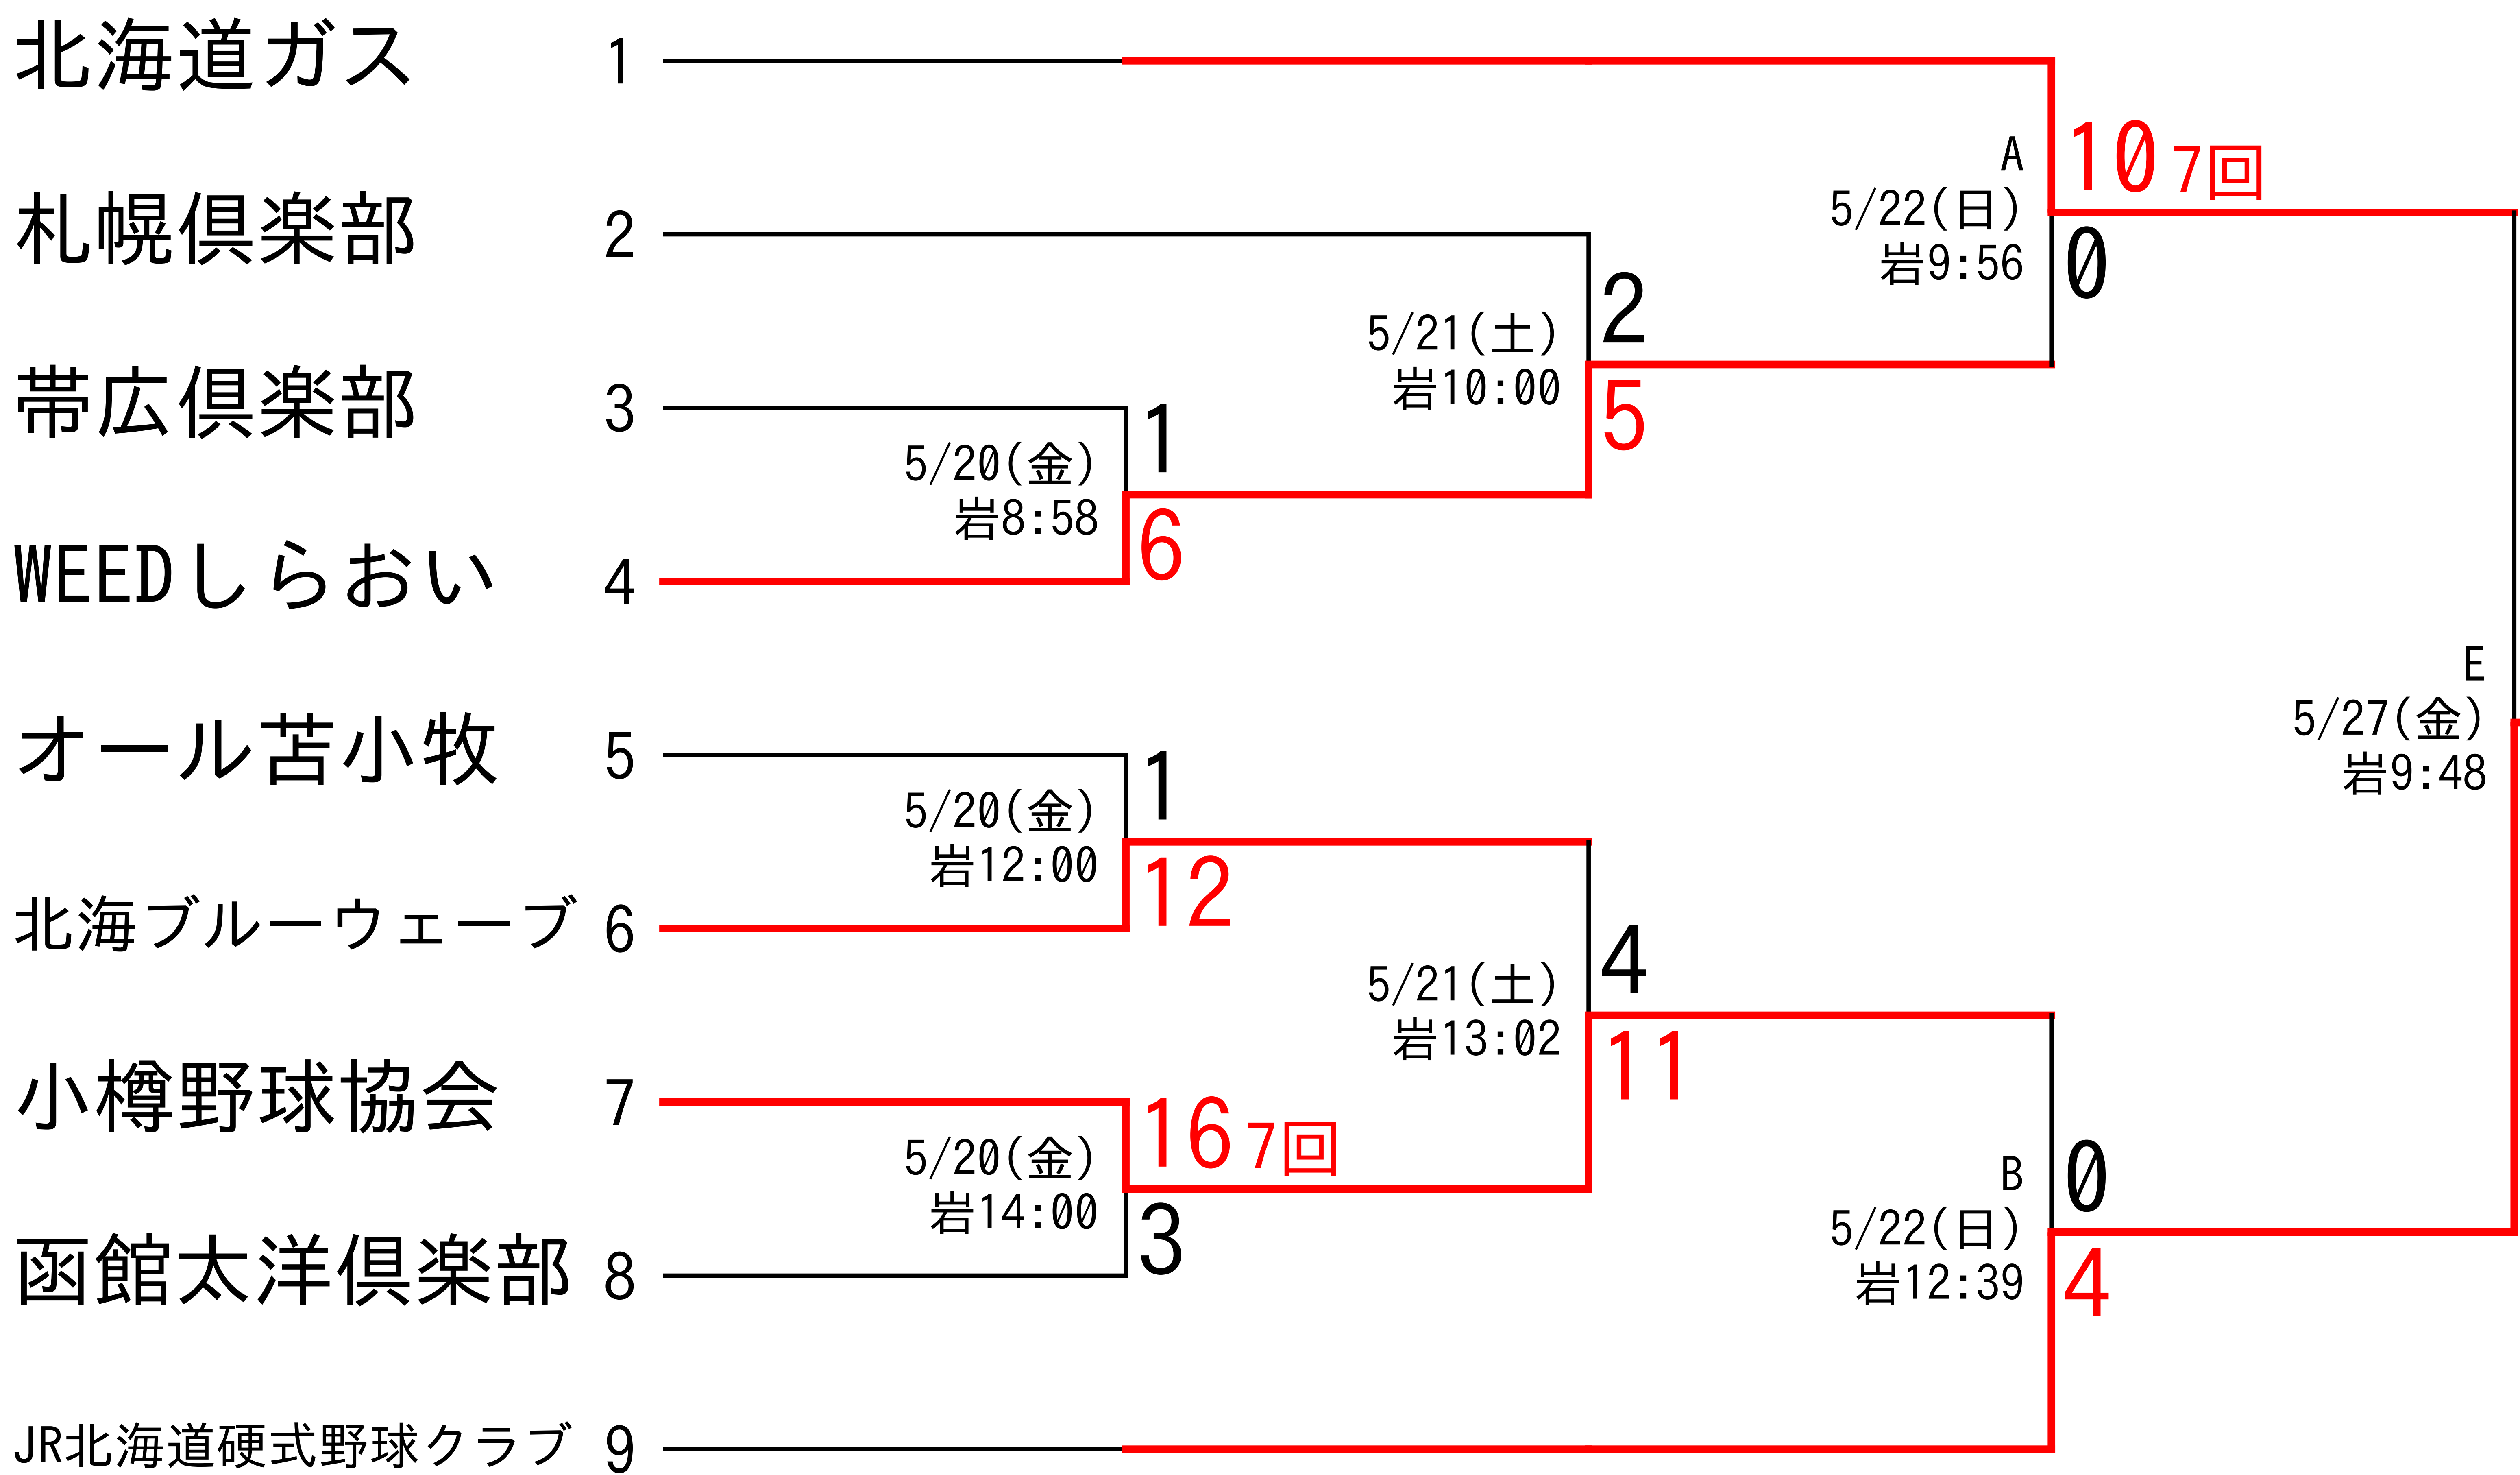 北海道ガス 1
札幌倶楽部 2
帯広倶楽部 3
WEEDしらおい 4
オール苫小牧 5
北海ブルーウェーブ 6
小樽野球協会 7
函館太洋倶楽部 8
JR北海道硬式野球クラブ 9
1
5/20(金)
岩8:58
6
1
5/20(金)
岩12:00
12
16 7回
5/20(金)
岩14:00
3
2
5/21(土)
岩10:00
5
4
5/21(土)
岩13:02
11
10 7回
A
5/22(日)
岩9:56
0
0
B
5/22(日)
岩12:39
4
E
5/27(金)
岩9:48